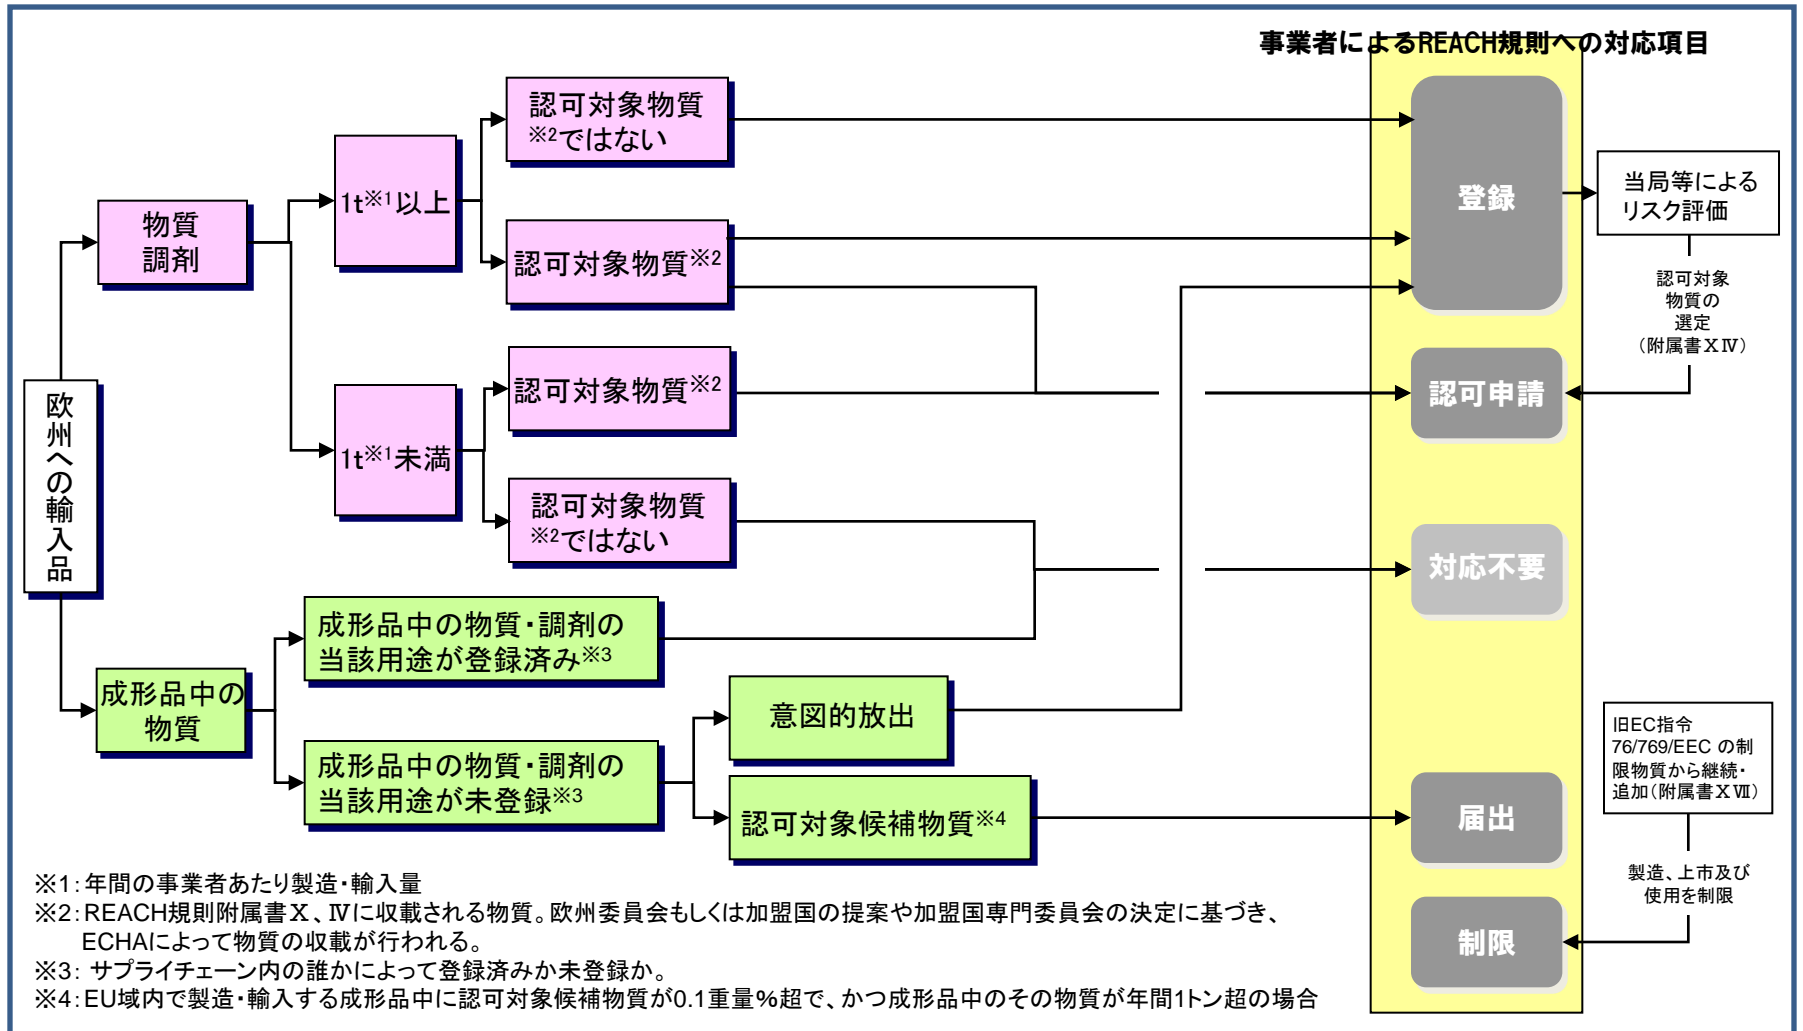 事業者によるREACH規則への対応項目
認可対象物質
※2ではない
1t※1以上
物質
調剤
認可対象物質※2
登録
当局等による
リスク評価
認可対象
物質の
選定
(附属書ⅩⅣ)
認可対象物質※2
認可申請
欧州への輸入品
1t※1未満
認可対象物質
※2ではない
対応不要
成形品中の物質・調剤の
当該用途が登録済み※3
成形品中の
物質
意図的放出
成形品中の物質・調剤の
当該用途が未登録※3
認可対象候補物質※4
届出
旧EC指令
76/769/EEC の制
限物質から継続・
追加(附属書ⅩⅦ)
製造、上市及び
使用を制限
制限
※1:年間の事業者あたり製造・輸入量
※2:REACH規則附属書Ⅹ、Ⅳに収載される物質。欧州委員会もしくは加盟国の提案や加盟国専門委員会の決定に基づき、
ECHAによって物質の収載が行われる。
※3: サプライチェーン内の誰かによって登録済みか未登録か。
※4:EU域内で製造・輸入する成形品中に認可対象候補物質が0.1重量%超で、かつ成形品中のその物質が年間1トン超の場合